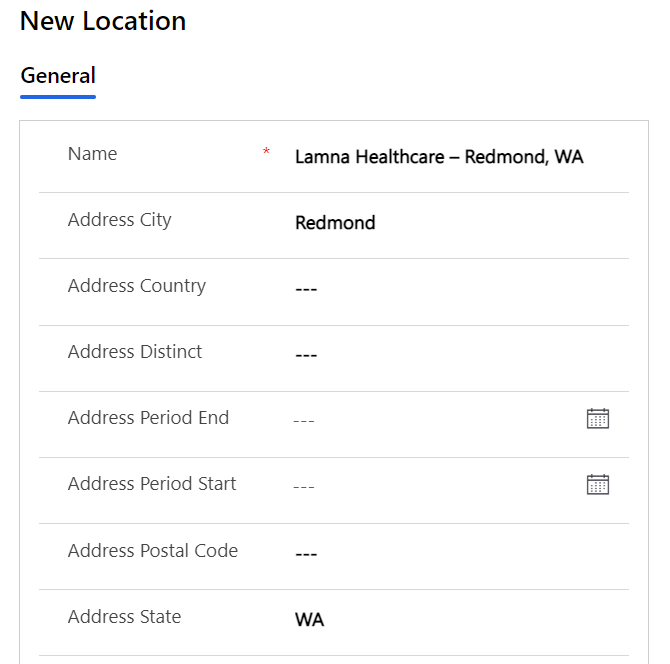 New Location
General
Name * Lamna Healthcare – Redmond, WA
Address City Redmond
Address Country ---
Address Distinct ---
Address Period End ---
Address Period Start ---
Address Postal Code ---
Address State WA